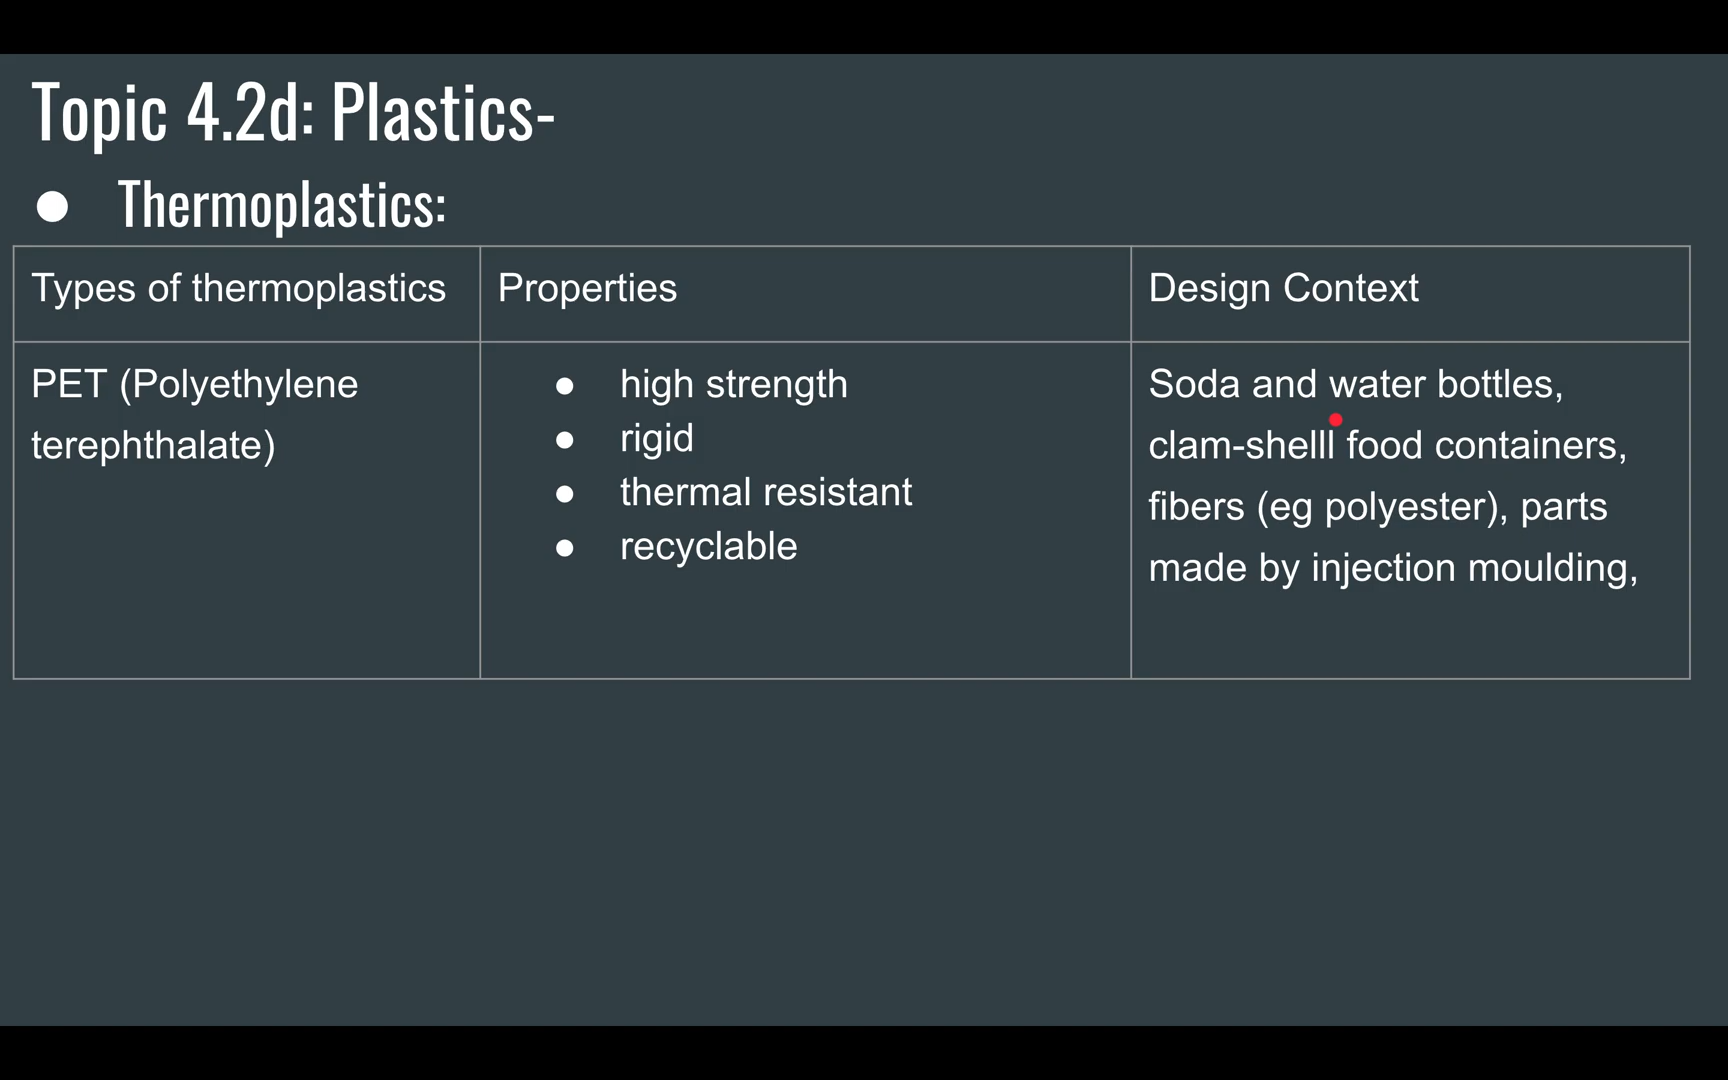 Topic 4.2d: Plastics-
● Thermoplastics:
Types of thermoplastics
Properties
Design Context
PET (Polyethylene
terephthalate)
● high strength
● rigid
● thermal resistant
● recyclable
Soda and water bottles,
clam-shelll food containers,
fibers (eg polyester), parts
made by injection moulding,